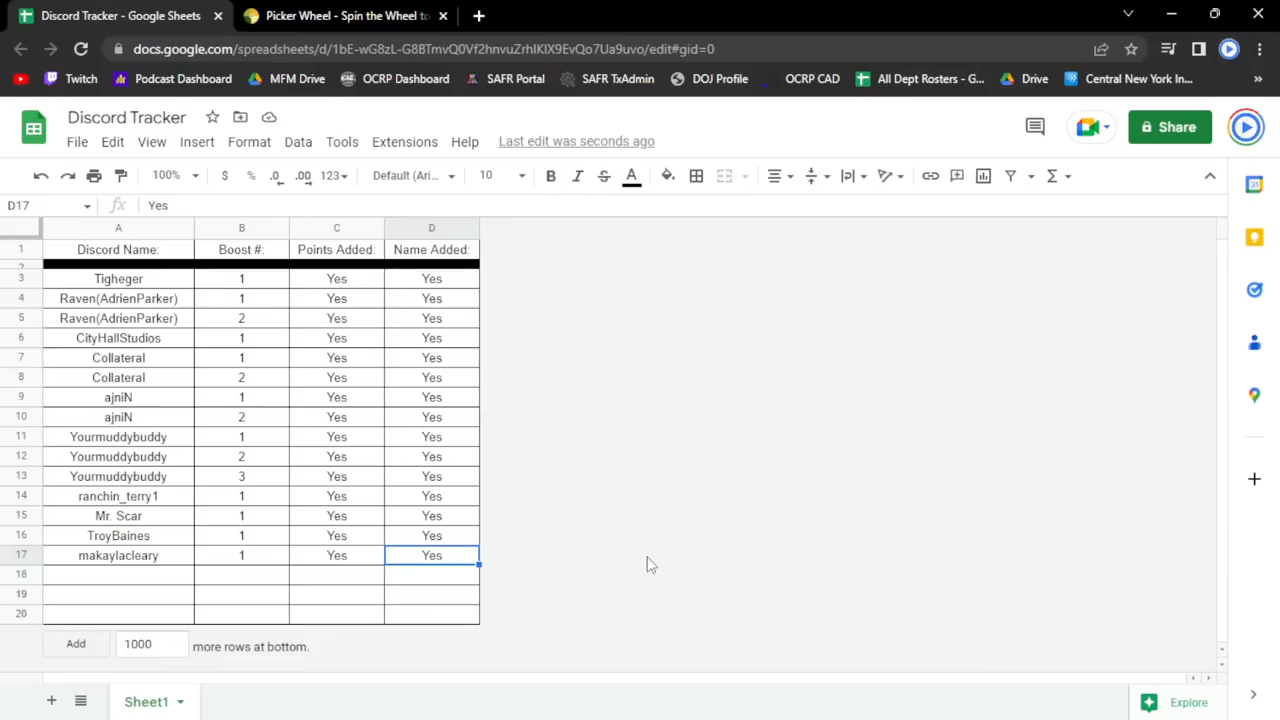 Discord Tracker - Google Sheets
Picker Wheel - Spin the Wheel to
docs.google.com/spreadsheets/d/1bE-wG8zL-G8BTmvQ0Vf2hnvuZrhIKIX9EvQo7Ua9uvo/edit#gid=0
Twitch Podcast Dashboard MFM Drive OCRP Dashboard SAFR Portal SAFR TxAdmin DOJ Profile OCRP CAD All Dept Rosters - G... Drive Central New York In... »
Discord Tracker
File Edit View Insert Format Data Tools Extensions Help Last edit was seconds ago
Share
100% $ % .0 .00 123 Default (Ari... 10 B I S A Σ
D17 fx Yes
A B C D
1 Discord Name: Boost #: Points Added: Name Added:
2
3 Tigheger 1 Yes Yes
4 Raven(AdrienParker) 1 Yes Yes
5 Raven(AdrienParker) 2 Yes Yes
6 CityHallStudios 1 Yes Yes
7 Collateral 1 Yes Yes
8 Collateral 2 Yes Yes
9 ajniN 1 Yes Yes
10 ajniN 2 Yes Yes
11 Yourmuddybuddy 1 Yes Yes
12 Yourmuddybuddy 2 Yes Yes
13 Yourmuddybuddy 3 Yes Yes
14 ranchin_terry1 1 Yes Yes
15 Mr. Scar 1 Yes Yes
16 TroyBaines 1 Yes Yes
17 makaylacleary 1 Yes Yes
18
19
20
Add 1000 more rows at bottom.
Sheet1
Explore